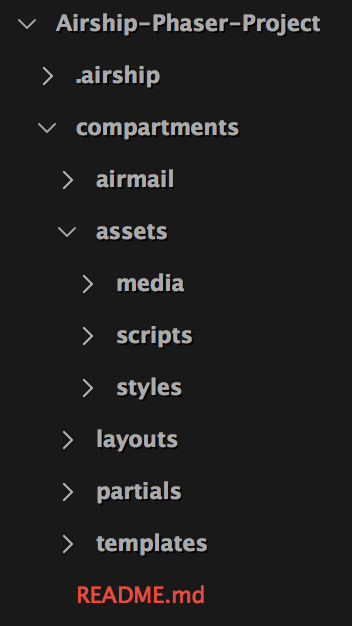 Airship-Phaser-Project
.airship
compartments
airmail
assets
media
scripts
styles
layouts
partials
templates
README.md